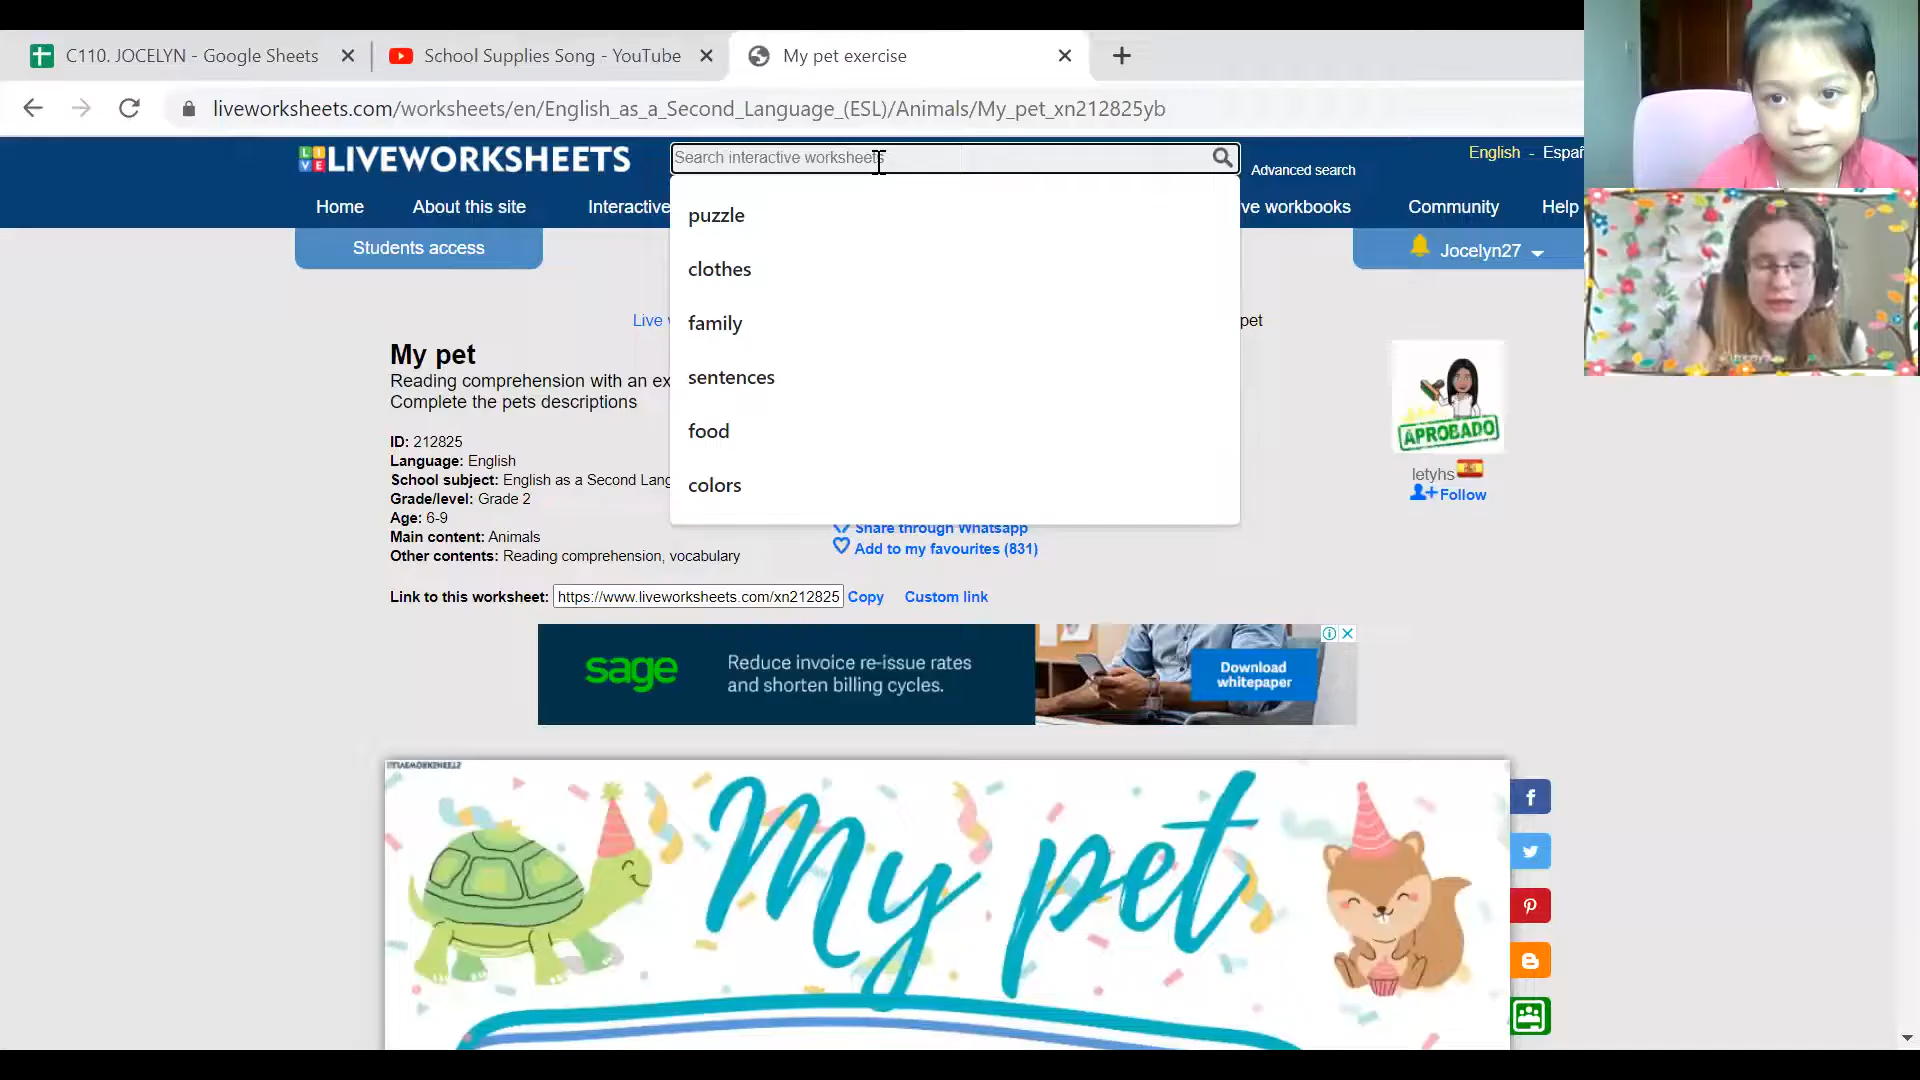 C110. JOCELYN - Google Sheets
School Supplies Song - YouTube
My pet exercise
liveworksheets.com/worksheets/en/English_as_a_Second_Language_(ESL)/Animals/My_pet_xn212825yb
LIVEWORKSHEETS
Search interactive worksheets
Advanced search
English - Españ
Home
About this site
Interactive
ve workbooks
Community
Help
Students access
Jocelyn27
puzzle
clothes
family
sentences
food
colors
Live
pet
My pet
Reading comprehension with an ex
Complete the pets descriptions
ID: 212825
Language: English
School subject: English as a Second Lang
Grade/level: Grade 2
Age: 6-9
Main content: Animals
Other contents: Reading comprehension, vocabulary
Share through Whatsapp
Add to my favourites (831)
APROBADO
letyhs
Follow
Link to this worksheet: https://www.liveworksheets.com/xn212825 Copy Custom link
sage
Reduce invoice re-issue rates
and shorten billing cycles.
Download
whitepaper
LIVEWORKSHEETS
My pet